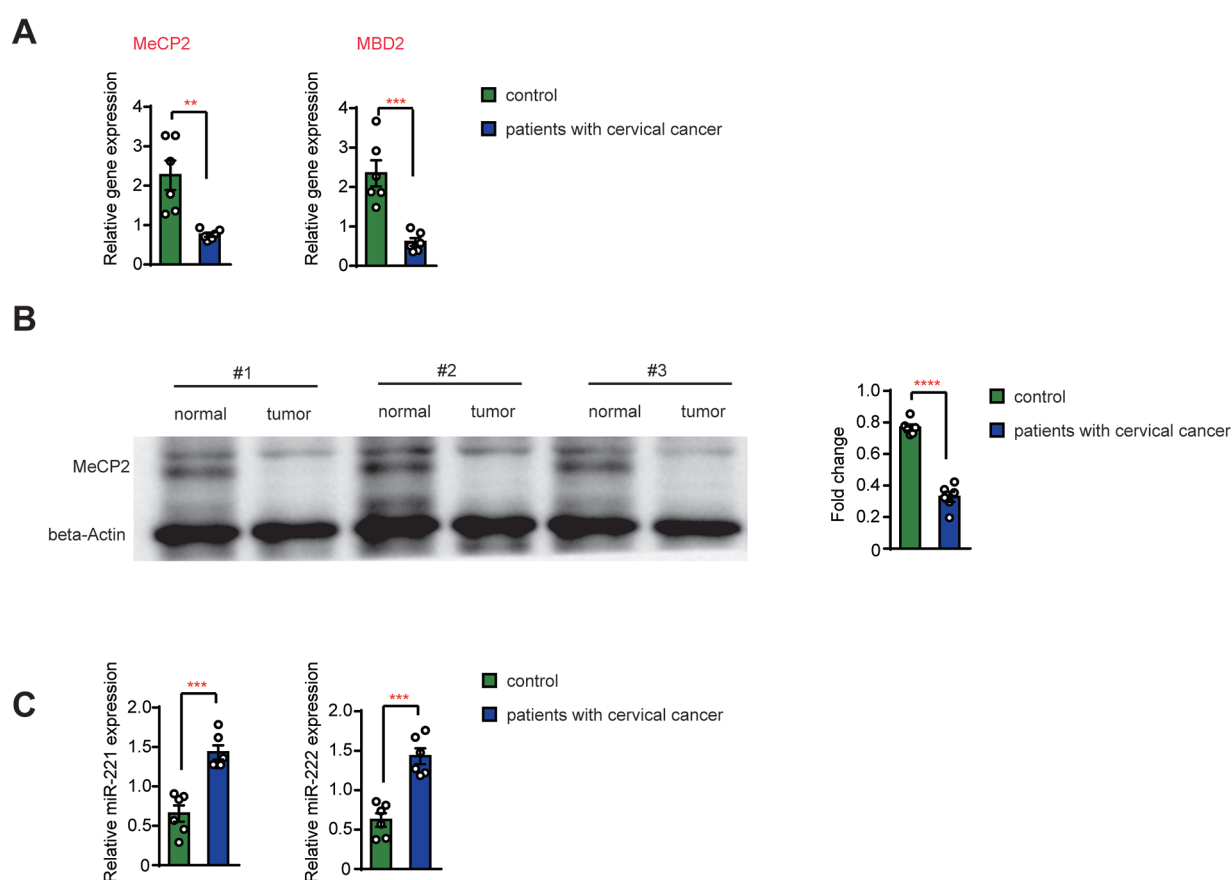 A
MeCP2
MBD2
Relative gene expression
4
3
2
1
0
**
Relative gene expression
4
3
2
1
0
***
control
patients with cervical cancer
B
#1
#2
#3
normal
tumor
normal
tumor
normal
tumor
MeCP2
beta-Actin
Fold change
1.0
0.8
0.6
0.4
0.2
0
****
control
patients with cervical cancer
C
Relative miR-221 expression
2.0
1.5
1.0
0.5
0
***
Relative miR-222 expression
2.0
1.5
1.0
0.5
0
***
control
patients with cervical cancer